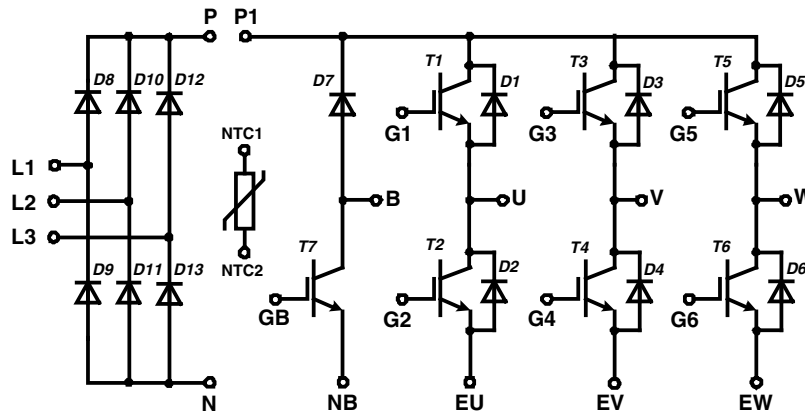 P P1
T1 T3 T5
D8 D10 D12 D7 D1 D3 D5
G1 G3 G5
NTC1
L1
L2 B U V W
L3
NTC2
T7 T2 T4 T6
D9 D11 D13 D2 D4 D6
GB G2 G4 G6
N NB EU EV EW